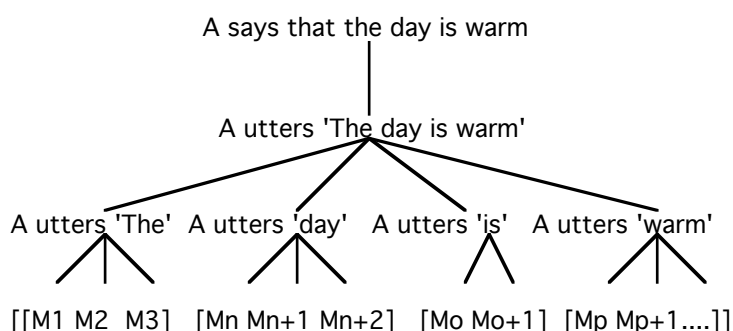 A says that the day is warm
A utters 'The day is warm'
A utters 'The' A utters 'day' A utters 'is' A utters 'warm'
[[M1 M2 M3] [Mn Mn+1 Mn+2] [Mo Mo+1] [Mp Mp+1....]]